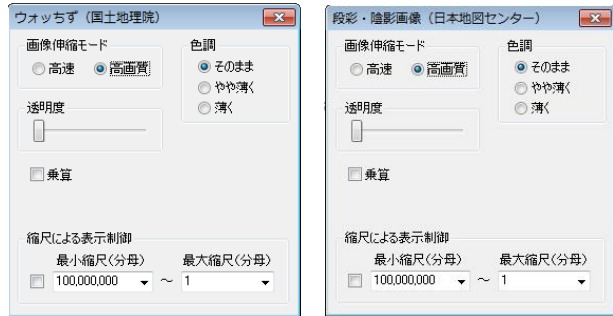 ウォッちず（国土地理院）
画像伸縮モード
高速 高画質
色調
そのまま
やや薄く
薄く
透明度
乗算
縮尺による表示制御
最小縮尺(分母) 最大縮尺(分母)
100,000,000 ～ 1
段彩・陰影画像（日本地図センター）
画像伸縮モード
高速 高画質
色調
そのまま
やや薄く
薄く
透明度
乗算
縮尺による表示制御
最小縮尺(分母) 最大縮尺(分母)
100,000,000 ～ 1